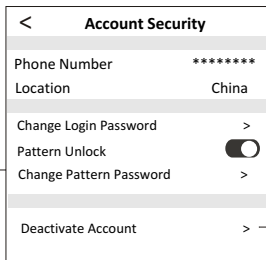 < Account Security
Phone Number ********
Location China
Change Login Password >
Pattern Unlock
Change Pattern Password >
Deactivate Account >